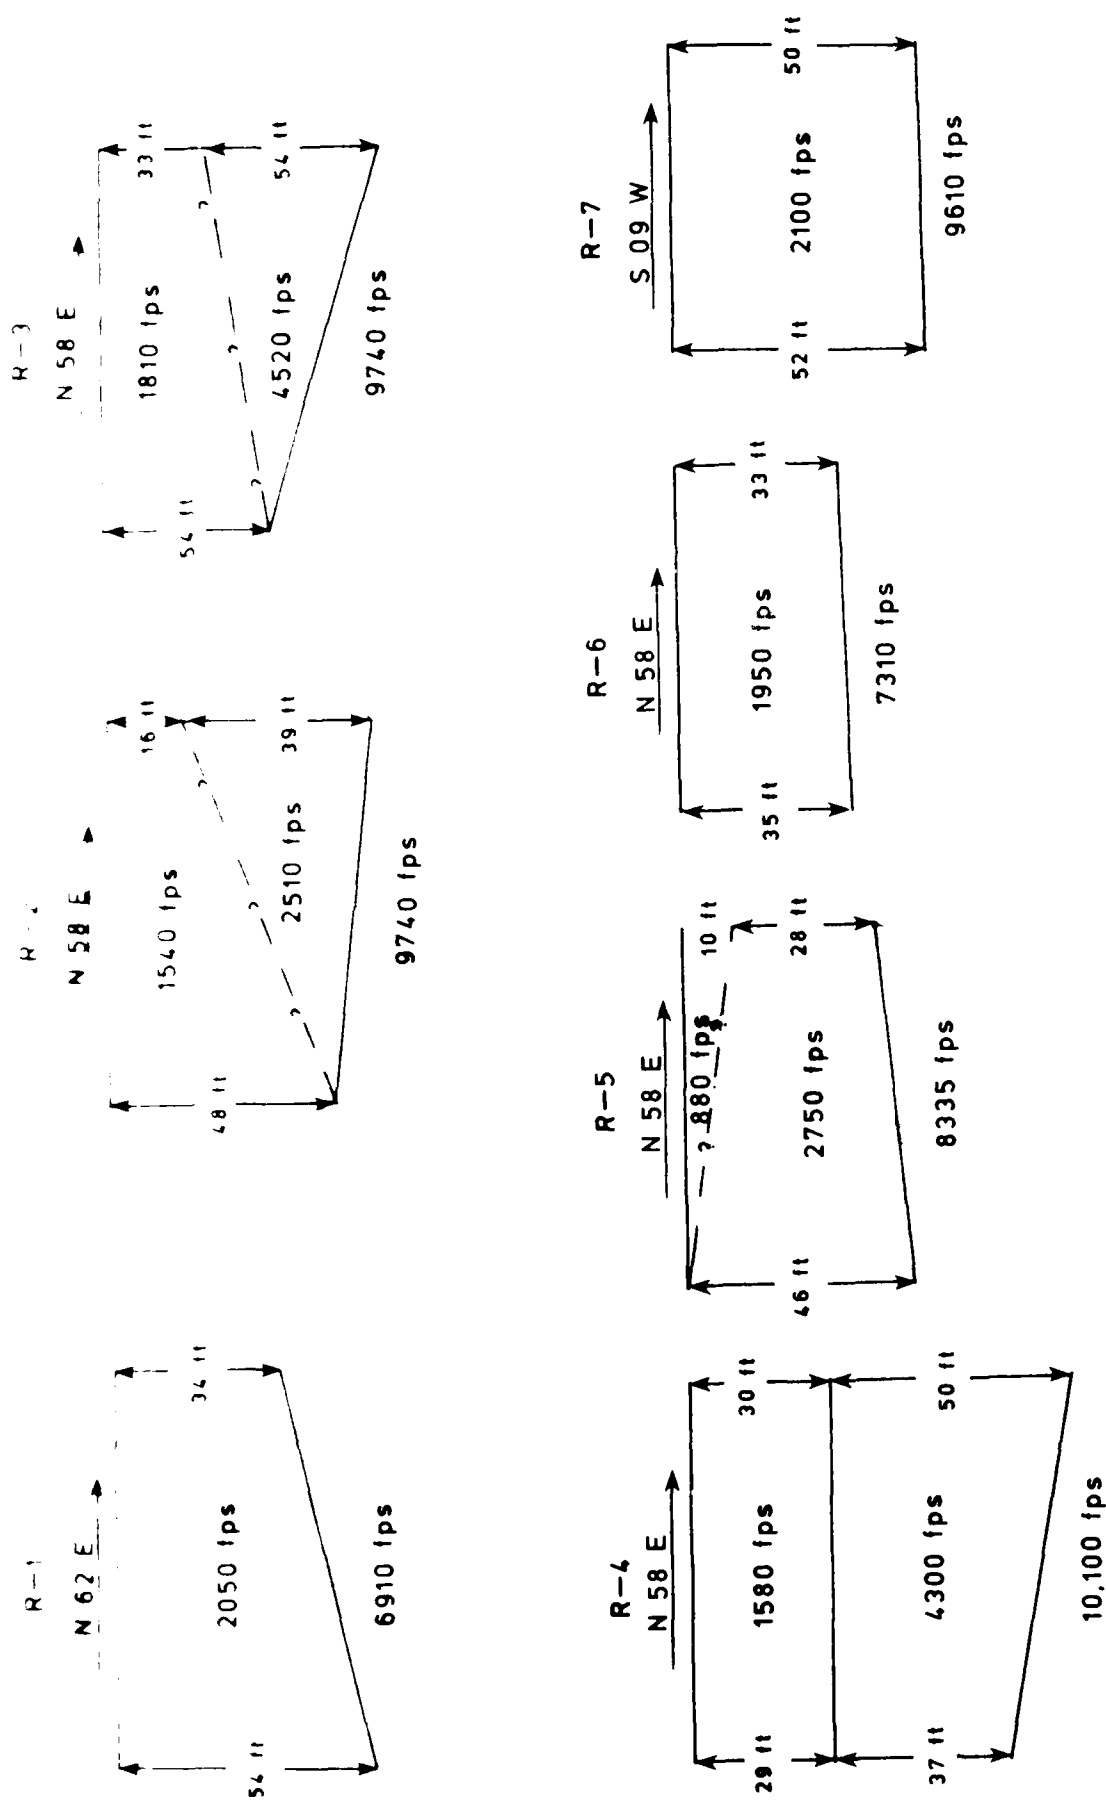 R-1
N 62 E
54 ft
34 ft
2050 fps
6910 fps
R-2
N 58 E
48 ft
16 ft
1540 fps
?
?
?
2510 fps
39 ft
9740 fps
R-3
N 58 E
54 ft
33 ft
1810 fps
?
?
?
4520 fps
54 ft
9740 fps
R-4
N 58 E
29 ft
1580 fps
30 ft
37 ft
4300 fps
50 ft
10,100 fps
R-5
N 58 E
880 fps
10 ft
?
?
46 ft
2750 fps
28 ft
8335 fps
R-6
N 58 E
35 ft
1950 fps
33 ft
7310 fps
R-7
S 09 W
52 ft
2100 fps
50 ft
9610 fps